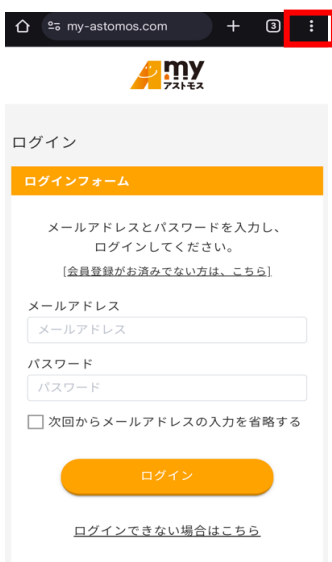 my-astomos.com
3
my
アストモス
ログイン
ログインフォーム
メールアドレスとパスワードを入力し、
ログインしてください。
[会員登録がお済みでない方は、こちら]
メールアドレス
メールアドレス
パスワード
パスワード
次回からメールアドレスの入力を省略する
ログイン
ログインできない場合はこちら